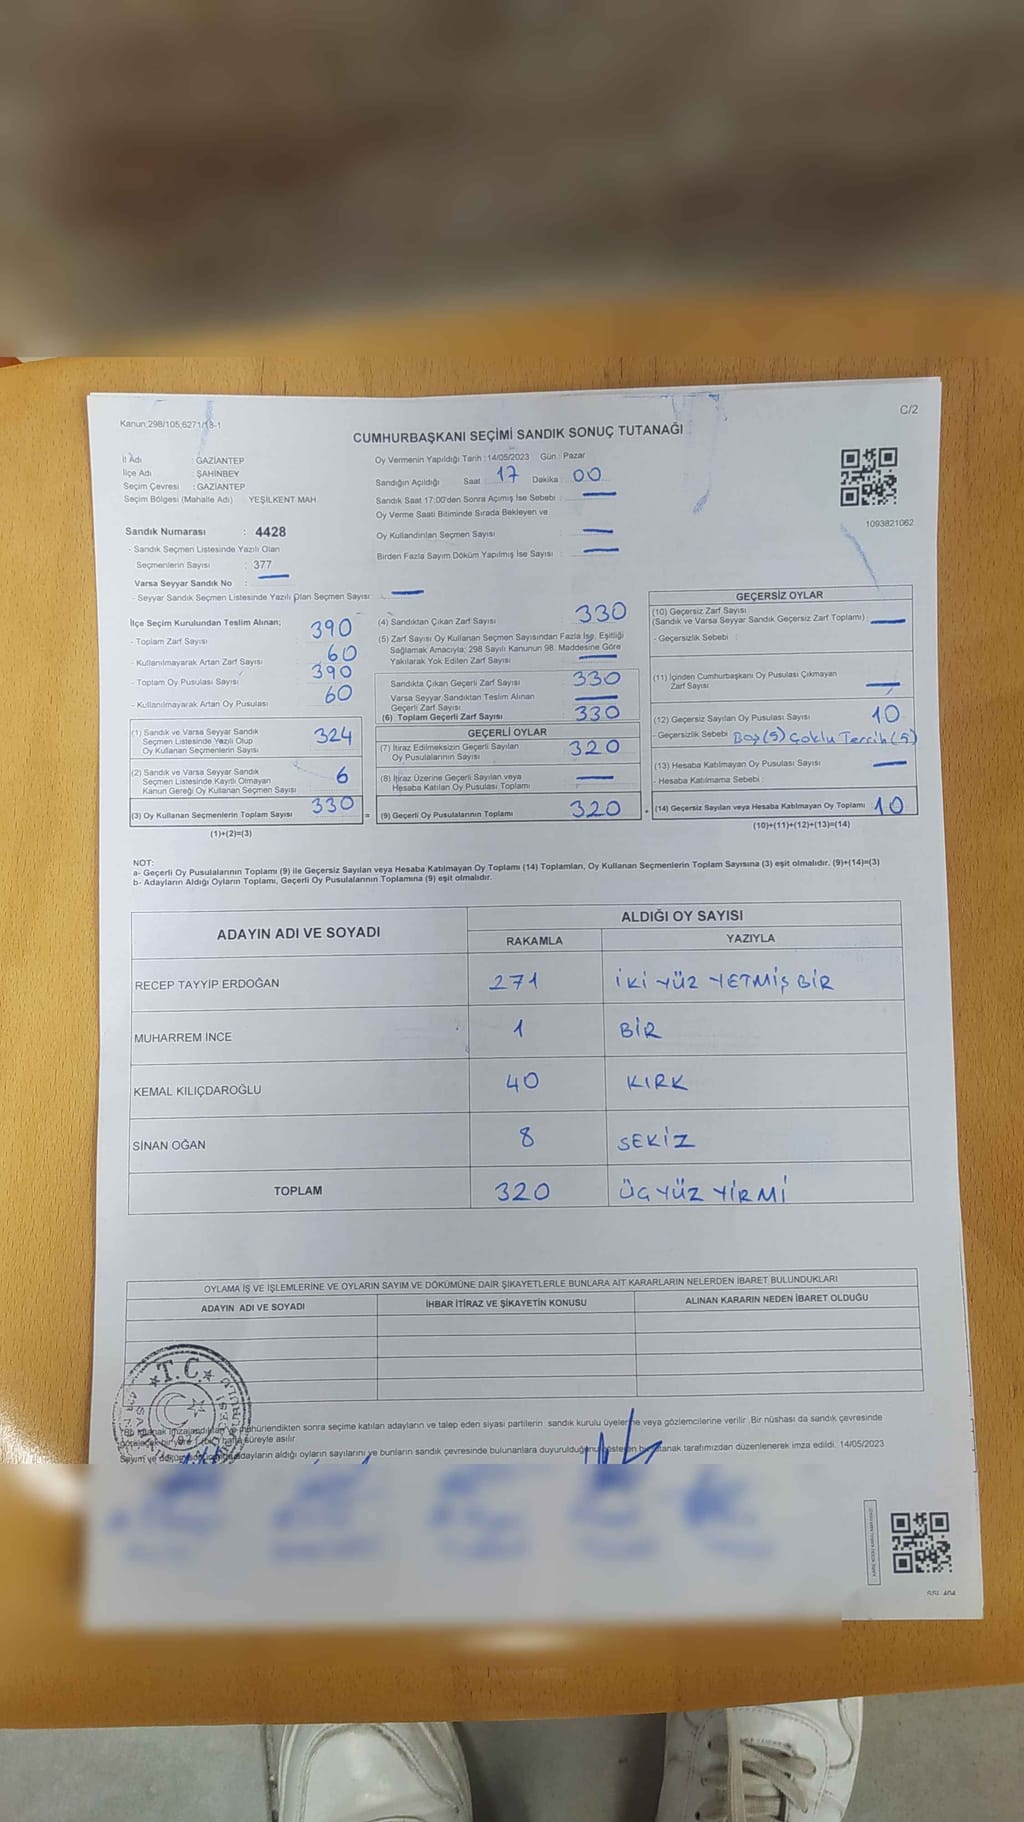 C/2
Kanun:298/105,6271/18-1
CUMHURBAŞKANI SEÇİMİ SANDIK SONUÇ TUTANAĞI
İl Adı : GAZİANTEP
İlçe Adı : ŞAHİNBEY
Seçim Çevresi : GAZİANTEP
Seçim Bölgesi (Mahalle Adı) YEŞİLKENT MAH.
Oy Vermenin Yapıldığı Tarih : 14/05/2023 Gün : Pazar
Sandığın Açıldığı Saat : 17 Dakika : 00
Sandık Saat 17:00'den Sonra Açılmış İse Sebebi : —
Oy Verme Saati Bitiminde Sırada Bekleyen ve
Oy Kullandırılan Seçmen Sayısı : —
Birden Fazla Sayım Döküm Yapılmış İse Sayısı : —
1093821062
Sandık Numarası : 4428
- Sandık Seçmen Listesinde Yazılı Olan
Seçmenlerin Sayısı : 377
Varsa Seyyar Sandık No : —
- Seyyar Sandık Seçmen Listesinde Yazılı Olan Seçmen Sayısı: —
İlçe Seçim Kurulundan Teslim Alınan;
- Toplam Zarf Sayısı 390
- Kullanılmayarak Artan Zarf Sayısı 60
- Toplam Oy Pusulası Sayısı 390
- Kullanılmayarak Artan Oy Pusulası 60
(1) Sandık ve Varsa Seyyar Sandık
Seçmen Listesinde Yazılı Olup
Oy Kullanan Seçmenlerin Sayısı 324
(2) Sandık ve Varsa Seyyar Sandık
Seçmen Listesinde Kayıtlı Olmayan
Kanun Gereği Oy Kullanan Seçmen Sayısı 6
(3) Oy Kullanan Seçmenlerin Toplam Sayısı 330 =
(1)+(2)=(3)
(4) Sandıktan Çıkan Zarf Sayısı 330
(5) Zarf Sayısı Oy Kullanan Seçmen Sayısından Fazla İse, Eşitliği
Sağlamak Amacıyla; 298 Sayılı Kanunun 98. Maddesine Göre
Yakılarak Yok Edilen Zarf Sayısı —
Sandıkta Çıkan Geçerli Zarf Sayısı 330
Varsa Seyyar Sandıktan Teslim Alınan
Geçerli Zarf Sayısı —
(6) Toplam Geçerli Zarf Sayısı 330
GEÇERLİ OYLAR
(7) İtiraz Edilmeksizin Geçerli Sayılan
Oy Pusulalarının Sayısı 320
(8) İtiraz Üzerine Geçerli Sayılan veya
Hesaba Katılan Oy Pusulası Toplamı —
(9) Geçerli Oy Pusulalarının Toplamı 320 +
GEÇERSİZ OYLAR
(10) Geçersiz Zarf Sayısı
(Sandık ve Varsa Seyyar Sandık Geçersiz Zarf Toplamı) : —
- Geçersizlik Sebebi :
(11) İçinden Cumhurbaşkanı Oy Pusulası Çıkmayan
Zarf Sayısı —
(12) Geçersiz Sayılan Oy Pusulası Sayısı : 10
- Geçersizlik Sebebi : Boş (5) Çoklu Tercih (5)
(13) Hesaba Katılmayan Oy Pusulası Sayısı : —
- Hesaba Katılmama Sebebi :
(14) Geçersiz Sayılan veya Hesaba Katılmayan Oy Toplamı : 10
(10)+(11)+(12)+(13)=(14)
NOT:
a- Geçerli Oy Pusulalarının Toplamı (9) ile Geçersiz Sayılan veya Hesaba Katılmayan Oy Toplamı (14) Toplamları, Oy Kullanan Seçmenlerin Toplam Sayısına (3) eşit olmalıdır. (9)+(14)=(3)
b- Adayların Aldığı Oyların Toplamı, Geçerli Oy Pusulalarının Toplamına (9) eşit olmalıdır.
ADAYIN ADI VE SOYADI
ALDIĞI OY SAYISI
RAKAMLA YAZIYLA
RECEP TAYYİP ERDOĞAN 271 İKİ YÜZ YETMİŞ BİR
MUHARREM İNCE 1 BİR
KEMAL KILIÇDAROĞLU 40 KIRK
SİNAN OĞAN 8 SEKİZ
TOPLAM 320 ÜÇ YÜZ YİRMİ
OYLAMA İŞ VE İŞLEMLERİNE VE OYLARIN SAYIM VE DÖKÜMÜNE DAİR ŞİKAYETLERLE BUNLARA AİT KARARLARIN NELERDEN İBARET BULUNDUKLARI
ADAYIN ADI VE SOYADI İHBAR İTİRAZ VE ŞİKAYETİN KONUSU ALINAN KARARIN NEDEN İBARET OLDUĞU
T.C.
mühürlendikten sonra seçime katılan adayların ve talep eden siyasi partilerin sandık kurulu üyelerine veya gözlemcilerine verilir. Bir nüshası da sandık çevresinde
süreyle asılır.
adayların aldığı oyların sayılarını ve bunların sandık çevresinde bulunanlara duyurulduğunu gösteren bu tutanak tarafımızdan düzenlenerek imza edildi. 14/05/2023